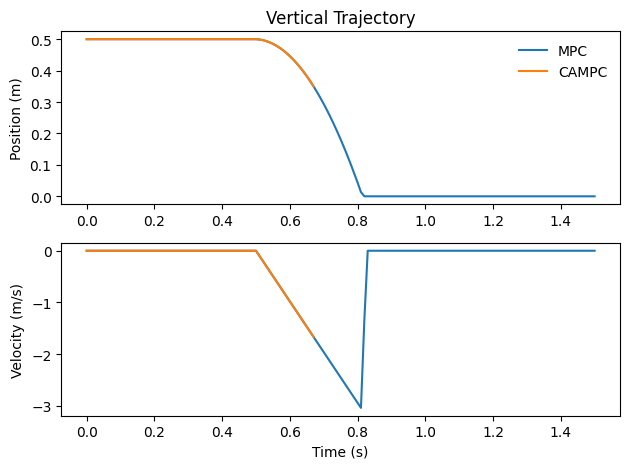 Vertical Trajectory
Position (m)
0.5
0.4
0.3
0.2
0.1
0.0
MPC
CAMPC
0.0 0.2 0.4 0.6 0.8 1.0 1.2 1.4
Velocity (m/s)
0
−1
−2
−3
0.0 0.2 0.4 0.6 0.8 1.0 1.2 1.4
Time (s)